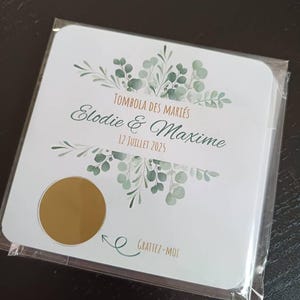 TOMBOLA DES MARIÉS
Elodie & Maxime
12 JUILLET 2025
GRATTEZ-MOI